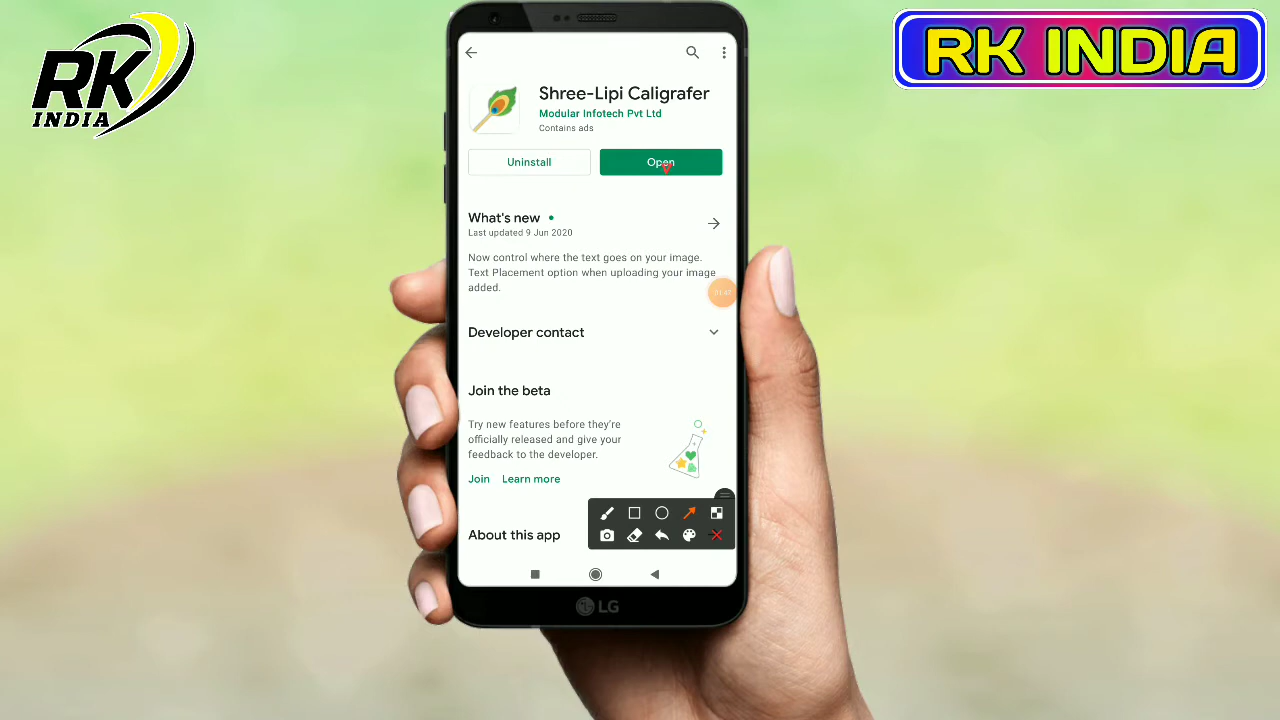 RK
INDIA
RK INDIA
Shree-Lipi Caligrafer
Modular Infotech Pvt Ltd
Contains ads
Uninstall
Open
What's new
Last updated 9 Jun 2020
Now control where the text goes on your image.
Text Placement option when uploading your image
added.
Developer contact
Join the beta
Try new features before they're
officially released and give your
feedback to the developer.
Join Learn more
About this app
LG